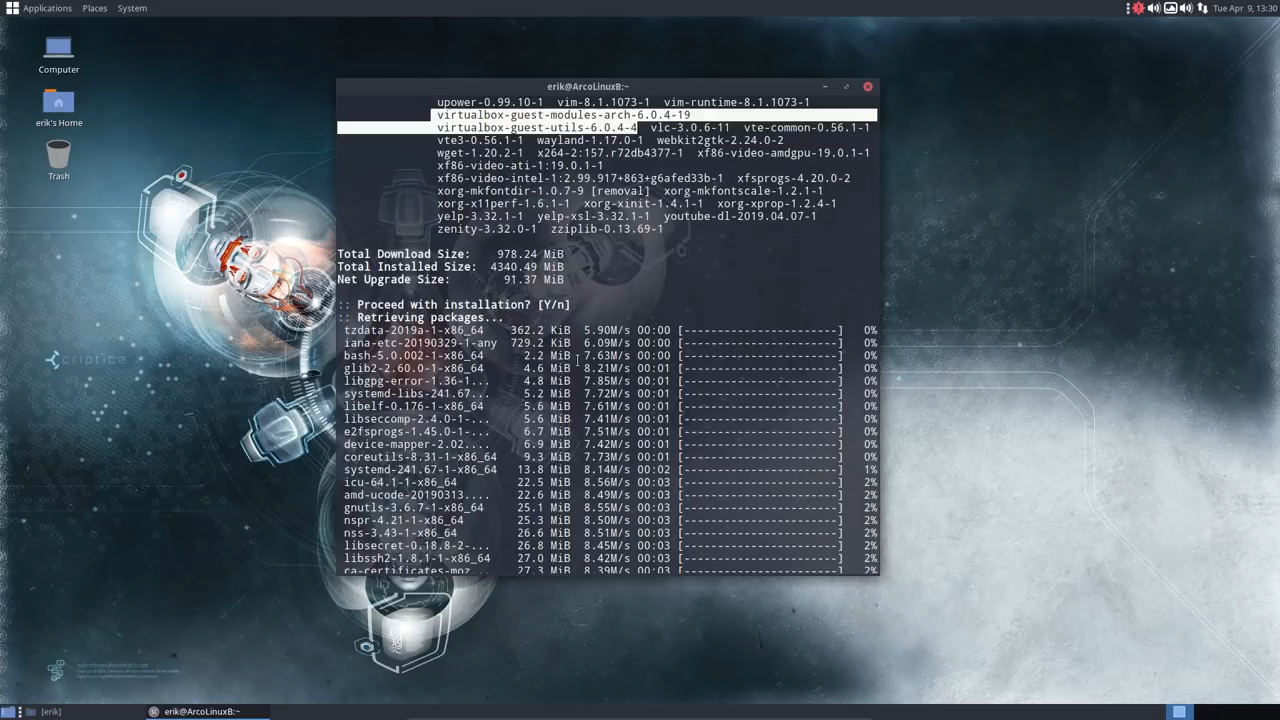 Applications Places System
Tue Apr 9, 13:30
Computer
erik's Home
Trash
criptica
erik@ArcoLinuxB:~
upower-0.99.10-1 vim-8.1.1073-1 vim-runtime-8.1.1073-1
virtualbox-guest-modules-arch-6.0.4-19
virtualbox-guest-utils-6.0.4-4 vlc-3.0.6-11 vte-common-0.56.1-1
vte3-0.56.1-1 wayland-1.17.0-1 webkit2gtk-2.24.0-2
wget-1.20.2-1 x264-2:157.r72db4377-1 xf86-video-amdgpu-19.0.1-1
xf86-video-ati-1:19.0.1-1
xf86-video-intel-1:2.99.917+863+g6afed33b-1 xfsprogs-4.20.0-2
xorg-mkfontdir-1.0.7-9 [removal] xorg-mkfontscale-1.2.1-1
xorg-x11perf-1.6.1-1 xorg-xinit-1.4.1-1 xorg-xprop-1.2.4-1
yelp-3.32.1-1 yelp-xsl-3.32.1-1 youtube-dl-2019.04.07-1
zenity-3.32.0-1 zziplib-0.13.69-1
Total Download Size: 978.24 MiB
Total Installed Size: 4340.49 MiB
Net Upgrade Size: 91.37 MiB
:: Proceed with installation? [Y/n]
:: Retrieving packages...
tzdata-2019a-1-x86_64 362.2 KiB 5.90M/s 00:00 [----------------------] 0%
iana-etc-20190329-1-any 729.2 KiB 6.09M/s 00:00 [----------------------] 0%
bash-5.0.002-1-x86_64 2.2 MiB 7.63M/s 00:00 [----------------------] 0%
glib2-2.60.0-1-x86_64 4.6 MiB 8.21M/s 00:01 [----------------------] 0%
libgpg-error-1.36-1... 4.8 MiB 7.85M/s 00:01 [----------------------] 0%
systemd-libs-241.67... 5.2 MiB 7.72M/s 00:01 [----------------------] 0%
libelf-0.176-1-x86_64 5.6 MiB 7.61M/s 00:01 [----------------------] 0%
libseccomp-2.4.0-1-... 5.6 MiB 7.41M/s 00:01 [----------------------] 0%
e2fsprogs-1.45.0-1-... 6.7 MiB 7.51M/s 00:01 [----------------------] 0%
device-mapper-2.02.... 6.9 MiB 7.42M/s 00:01 [----------------------] 0%
coreutils-8.31-1-x86_64 9.3 MiB 7.73M/s 00:01 [----------------------] 0%
systemd-241.67-1-x86_64 13.8 MiB 8.14M/s 00:02 [----------------------] 1%
icu-64.1-1-x86_64 22.5 MiB 8.56M/s 00:03 [----------------------] 2%
amd-ucode-20190313.... 22.6 MiB 8.49M/s 00:03 [----------------------] 2%
gnutls-3.6.7-1-x86_64 25.1 MiB 8.55M/s 00:03 [----------------------] 2%
nspr-4.21-1-x86_64 25.3 MiB 8.50M/s 00:03 [----------------------] 2%
nss-3.43-1-x86_64 26.6 MiB 8.51M/s 00:03 [----------------------] 2%
libsecret-0.18.8-2-... 26.8 MiB 8.45M/s 00:03 [----------------------] 2%
libssh2-1.8.1-1-x86_64 27.0 MiB 8.42M/s 00:03 [----------------------] 2%
ca-certificates-moz... 27.3 MiB 8.39M/s 00:03 [----------------------] 2%
[erik]
erik@ArcoLinuxB:~